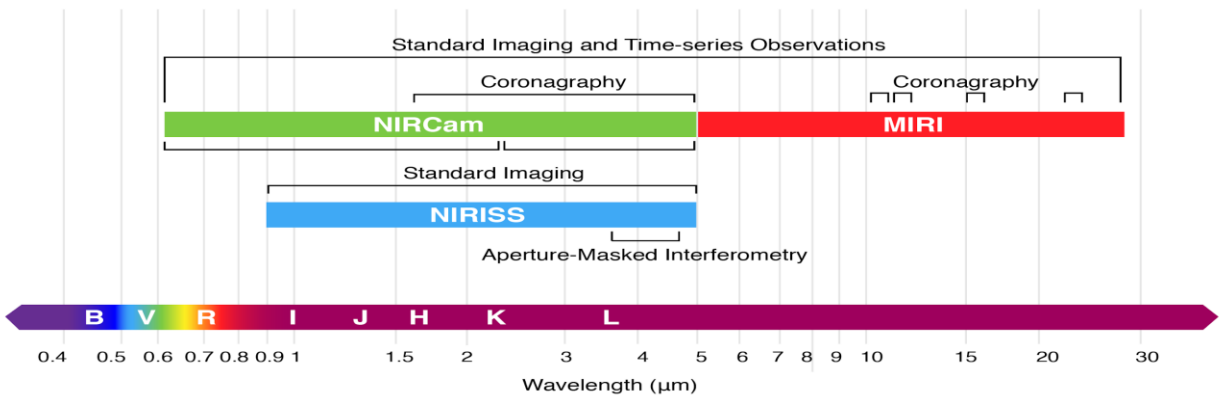 Standard Imaging and Time-series Observations
Coronagraphy Coronagraphy
NIRCam MIRI
Standard Imaging
NIRISS
Aperture-Masked Interferometry
B V R I J H K L
0.4 0.5 0.6 0.7 0.8 0.9 1 1.5 2 3 4 5 6 7 8 9 10 15 20 30
Wavelength (μm)